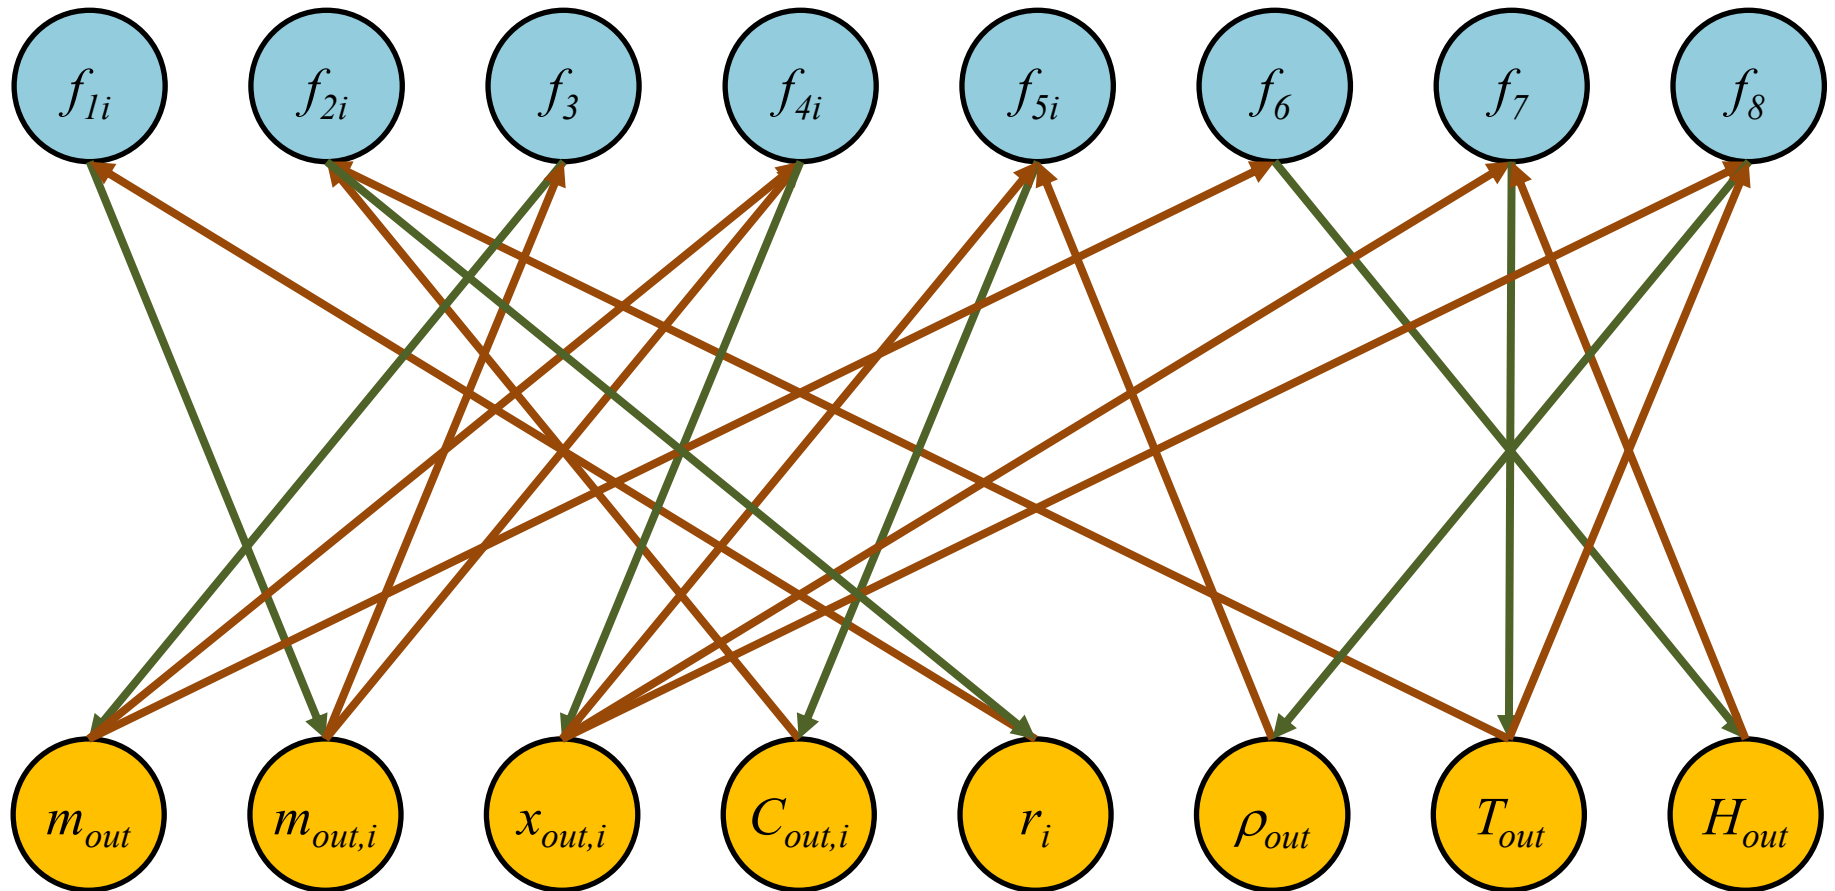 f1i f2i f3 f4i f5i f6 f7 f8
mout mout,i xout,i Cout,i ri ρout Tout Hout